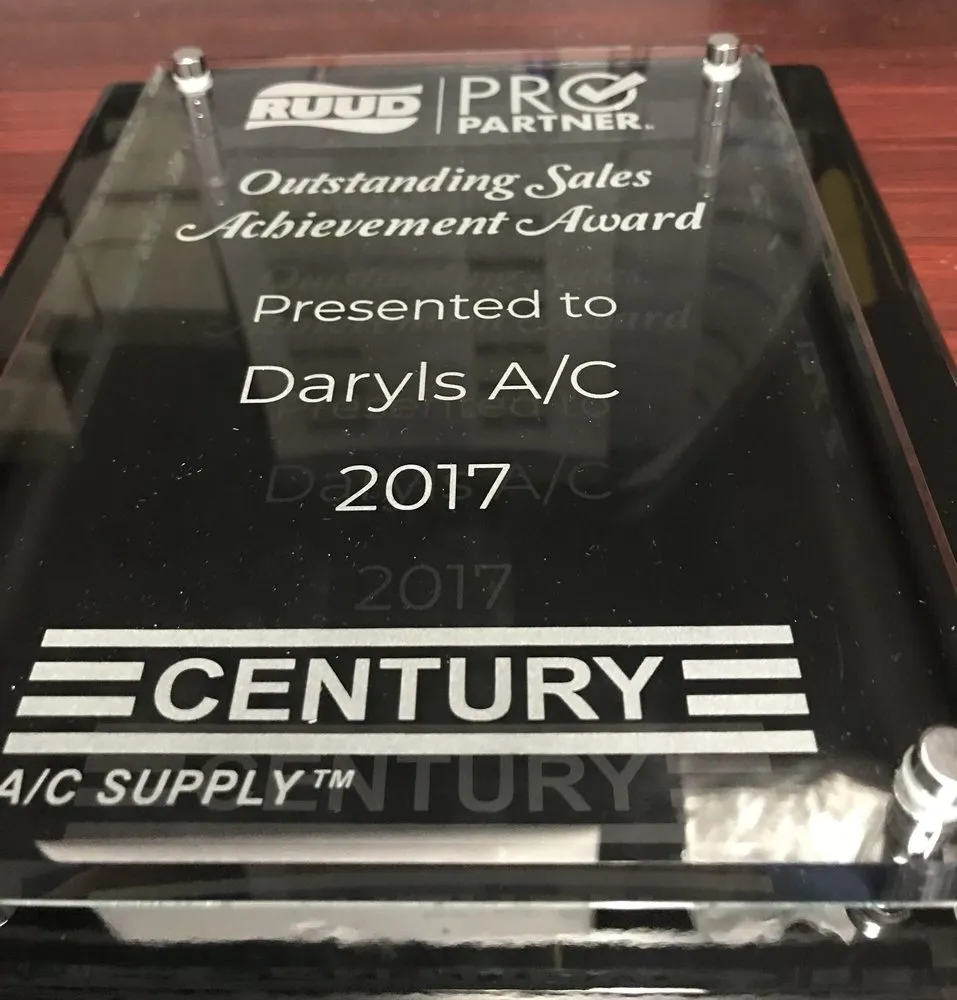 RUUD PRO PARTNER
Outstanding Sales
Achievement Award
Presented to
Daryls A/C
2017
CENTURY
A/C SUPPLY™